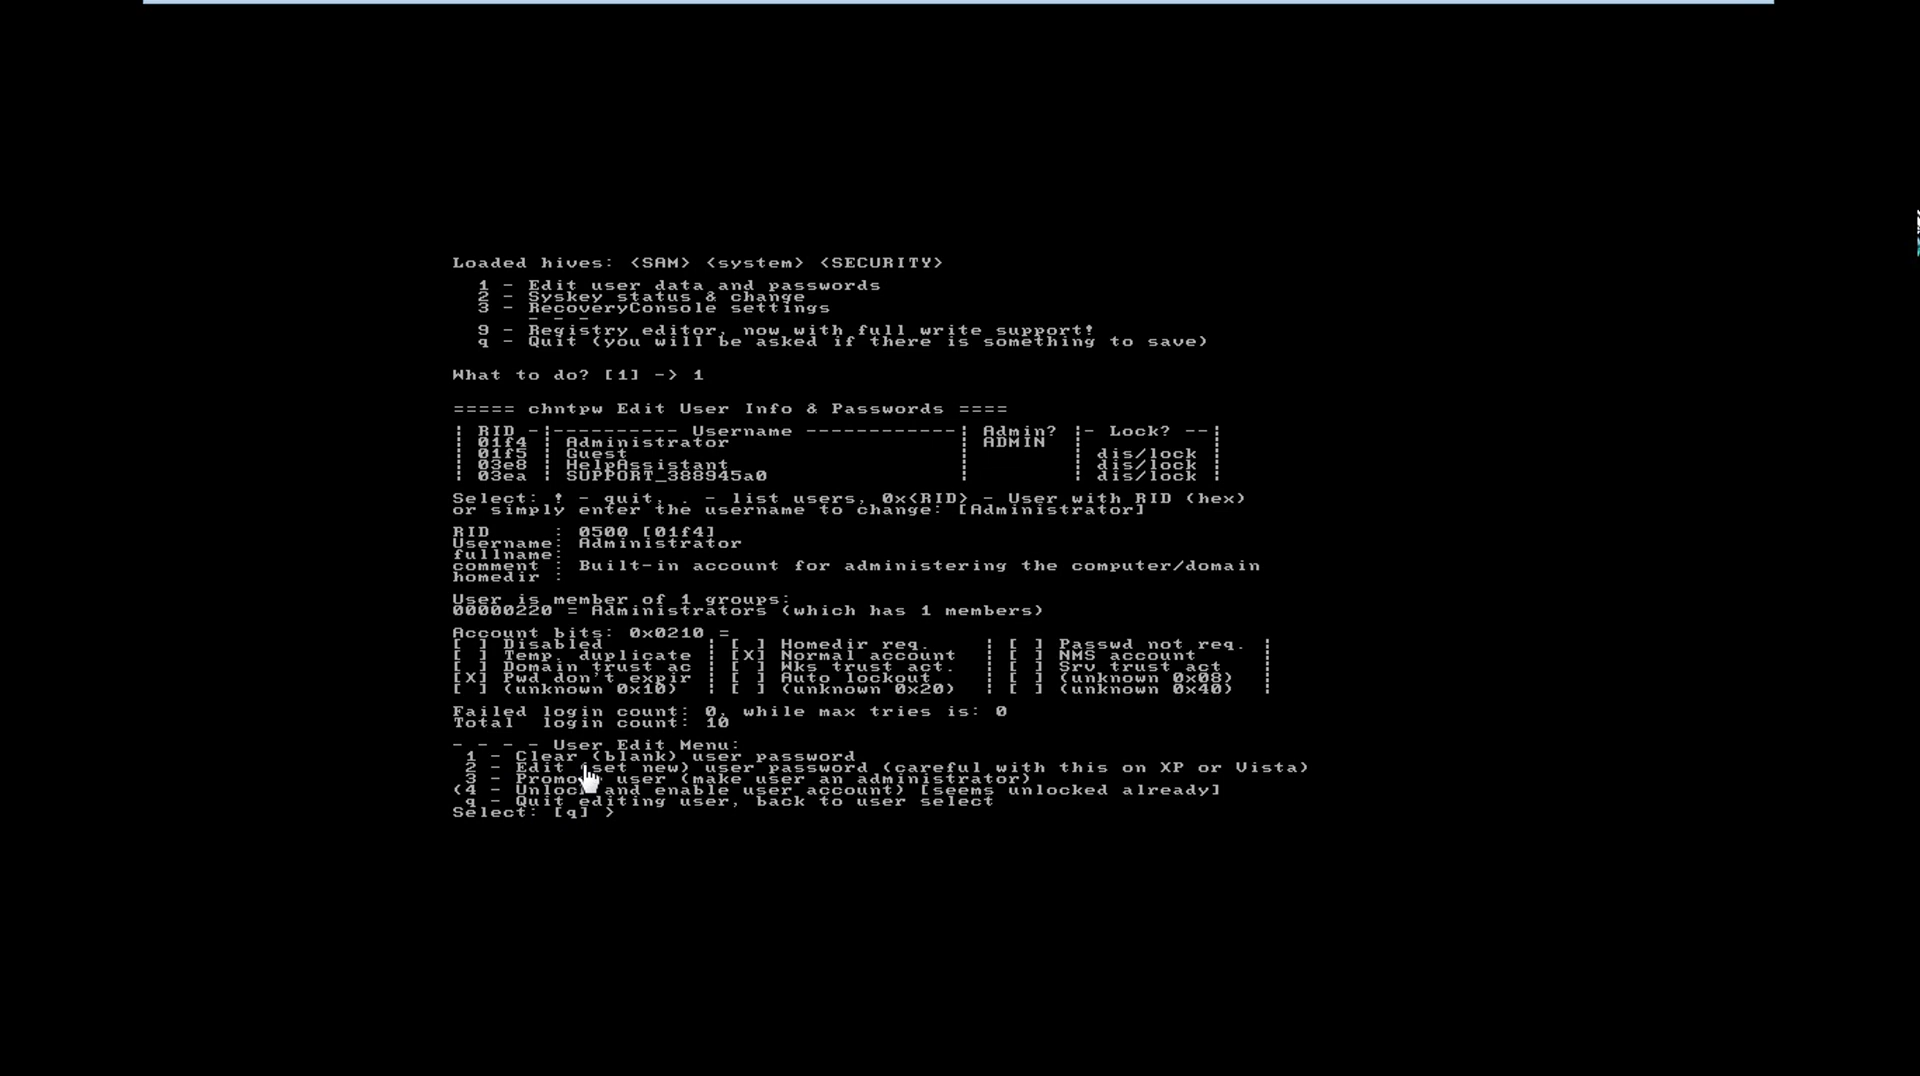 Loaded hives: <SAM> <system> <SECURITY>
1 - Edit user data and passwords
2 - Syskey status & change
3 - RecoveryConsole settings
- - -
9 - Registry editor, now with full write support!
q - Quit (you will be asked if there is something to save)
What to do? [1] -> 1
===== chntpw Edit User Info & Passwords ====
| RID -|---------- Username ------------| Admin? |- Lock? --|
| 01f4 | Administrator | ADMIN | |
| 01f5 | Guest | | dis/lock |
| 03e8 | HelpAssistant | | dis/lock |
| 03ea | SUPPORT_388945a0 | | dis/lock |
Select: ! - quit, . - list users, 0x<RID> - User with RID (hex)
or simply enter the username to change: [Administrator]
RID : 0500 [01f4]
Username: Administrator
fullname:
comment : Built-in account for administering the computer/domain
homedir :
User is member of 1 groups:
00000220 = Administrators (which has 1 members)
Account bits: 0x0210 =
[ ] Disabled | [ ] Homedir req. | [ ] Passwd not req. |
[ ] Temp. duplicate | [X] Normal account | [ ] NMS account |
[ ] Domain trust ac | [ ] Wks trust act. | [ ] Srv trust act |
[X] Pwd don't expir | [ ] Auto lockout | [ ] (unknown 0x08) |
[ ] (unknown 0x10) | [ ] (unknown 0x20) | [ ] (unknown 0x40) |
Failed login count: 0, while max tries is: 0
Total login count: 10
- - - - User Edit Menu:
1 - Clear (blank) user password
2 - Edit (set new) user password (careful with this on XP or Vista)
3 - Promote user (make user an administrator)
(4 - Unlock and enable user account) [seems unlocked already]
q - Quit editing user, back to user select
Select: [q] >